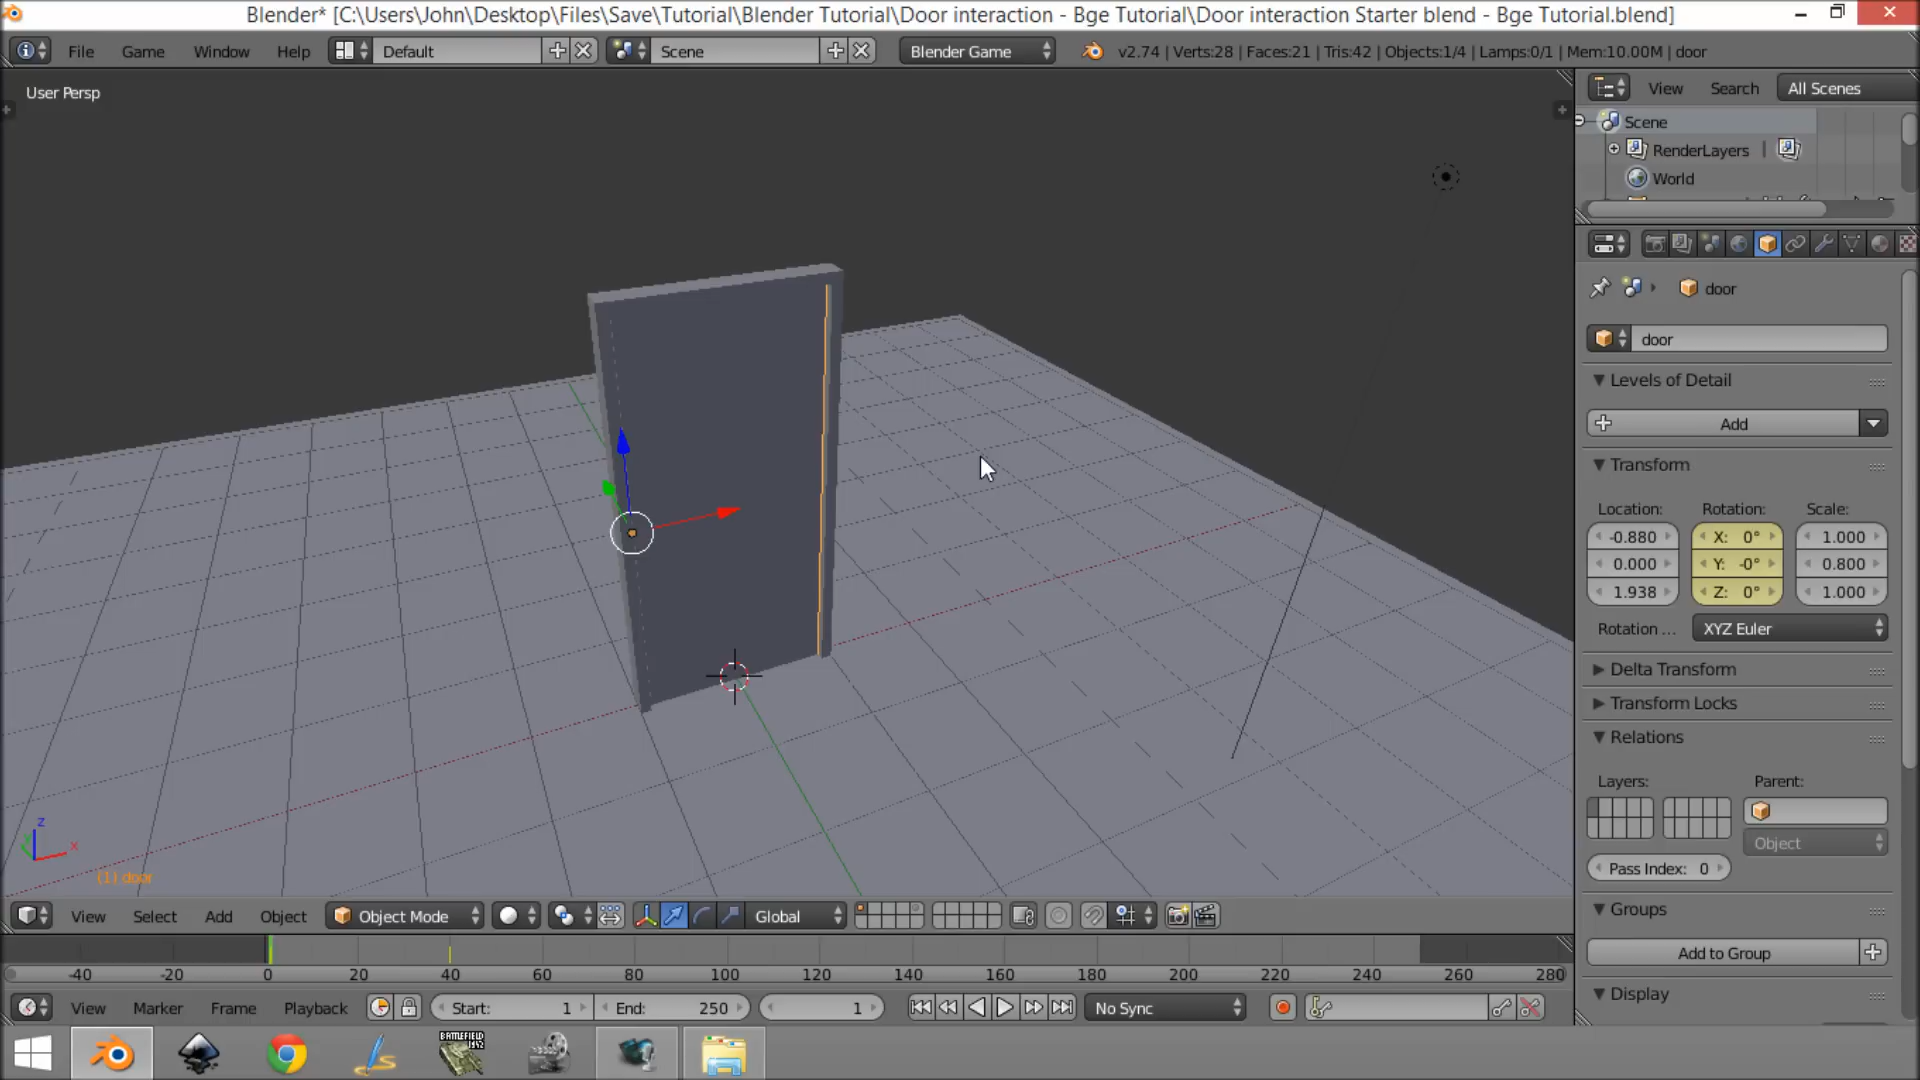 Blender* [C:\Users\John\Desktop\Files\Save\Tutorial\Blender Tutorial\Door interaction - Bge Tutorial\Door interaction Starter blend - Bge Tutorial.blend]
File Game Window Help Default Scene Blender Game v2.74 | Verts:28 | Faces:21 | Tris:42 | Objects:1/4 | Lamps:0/1 | Mem:10.00M | door
User Persp
View Search All Scenes
Scene
RenderLayers
World
door
door
Levels of Detail
Add
Transform
Location: Rotation: Scale:
-0.880 X: 0° 1.000
0.000 Y: -0° 0.800
1.938 Z: 0° 1.000
Rotation ... XYZ Euler
Delta Transform
Transform Locks
Relations
Layers: Parent:
Object
Pass Index: 0
Groups
Add to Group
Display
z
x
(1) door
View Select Add Object Object Mode Global
-40 -20 0 20 40 60 80 100 120 140 160 180 200 220 240 260 280
View Marker Frame Playback Start: 1 End: 250 1 No Sync
BATTLEFIELD
1942